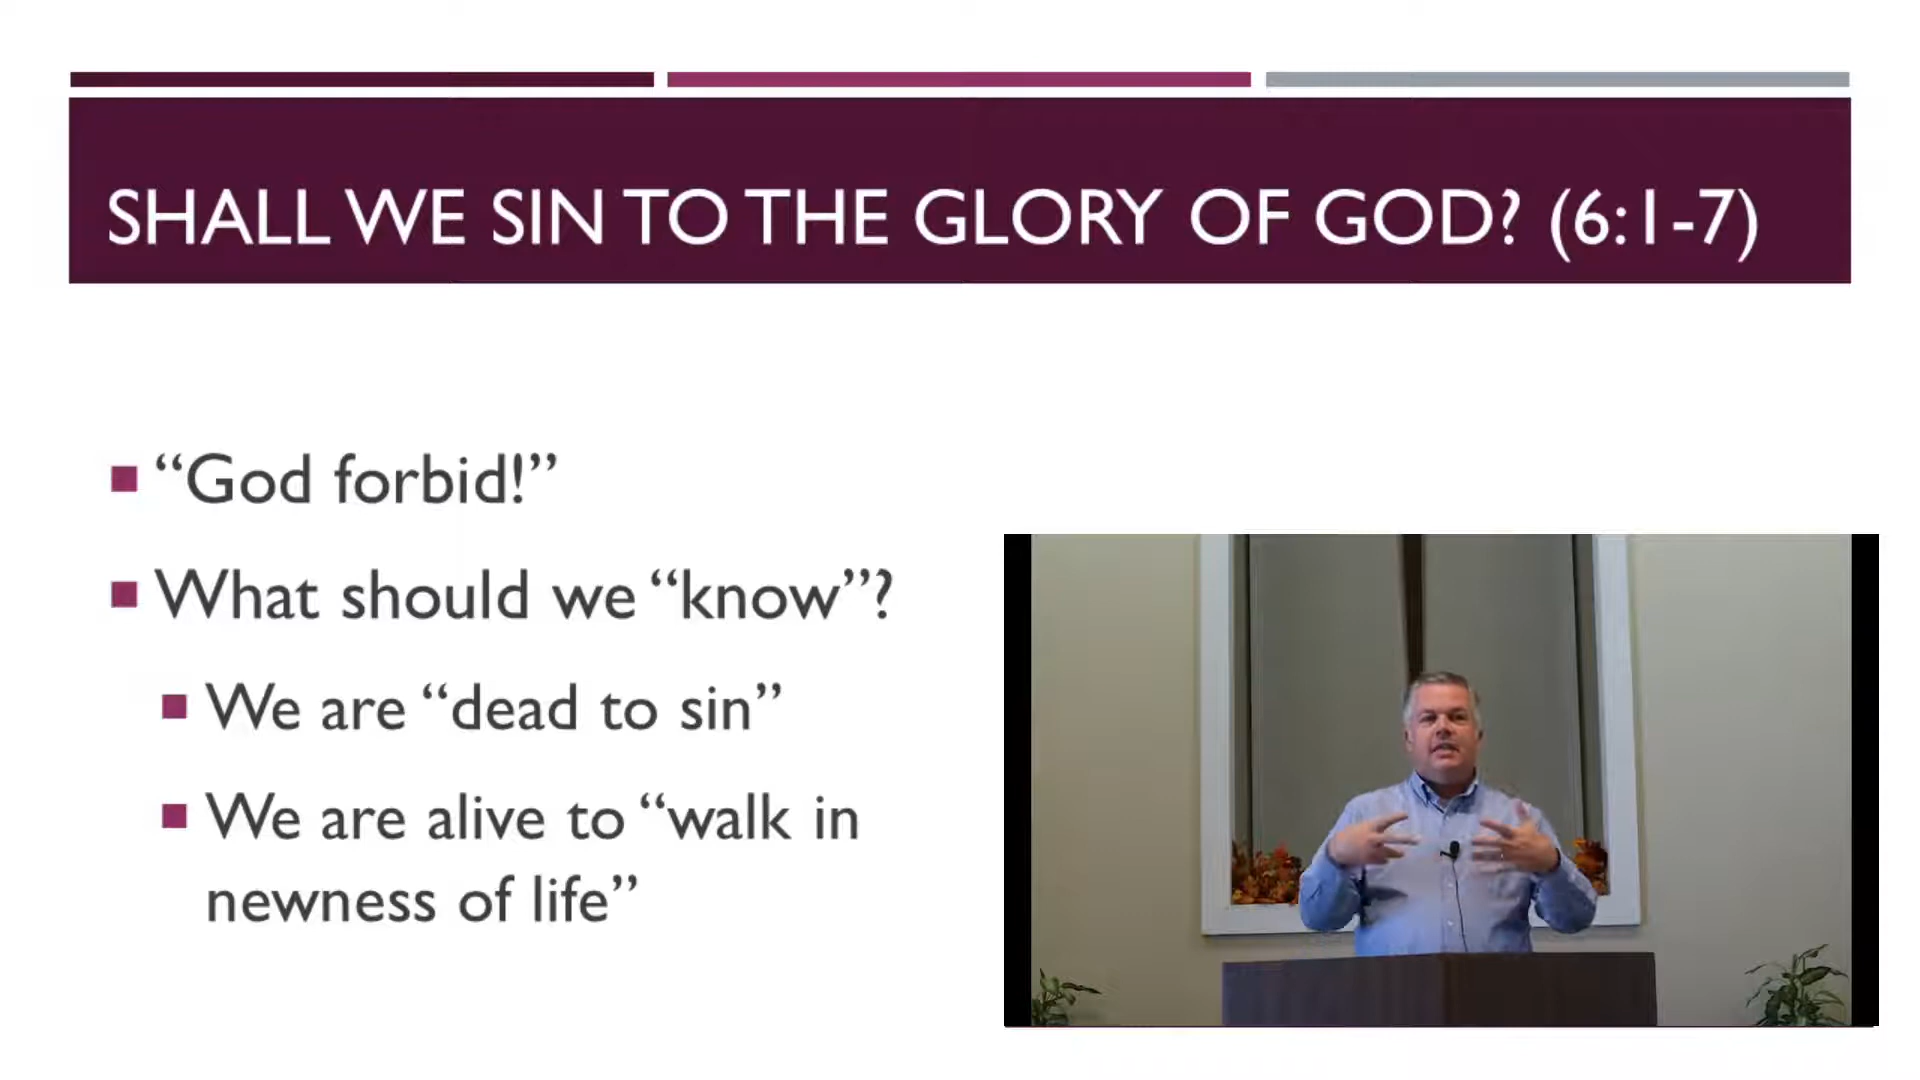 SHALL WE SIN TO THE GLORY OF GOD? (6:1-7)
“God forbid!”
What should we “know”?
We are “dead to sin”
We are alive to “walk in
newness of life”